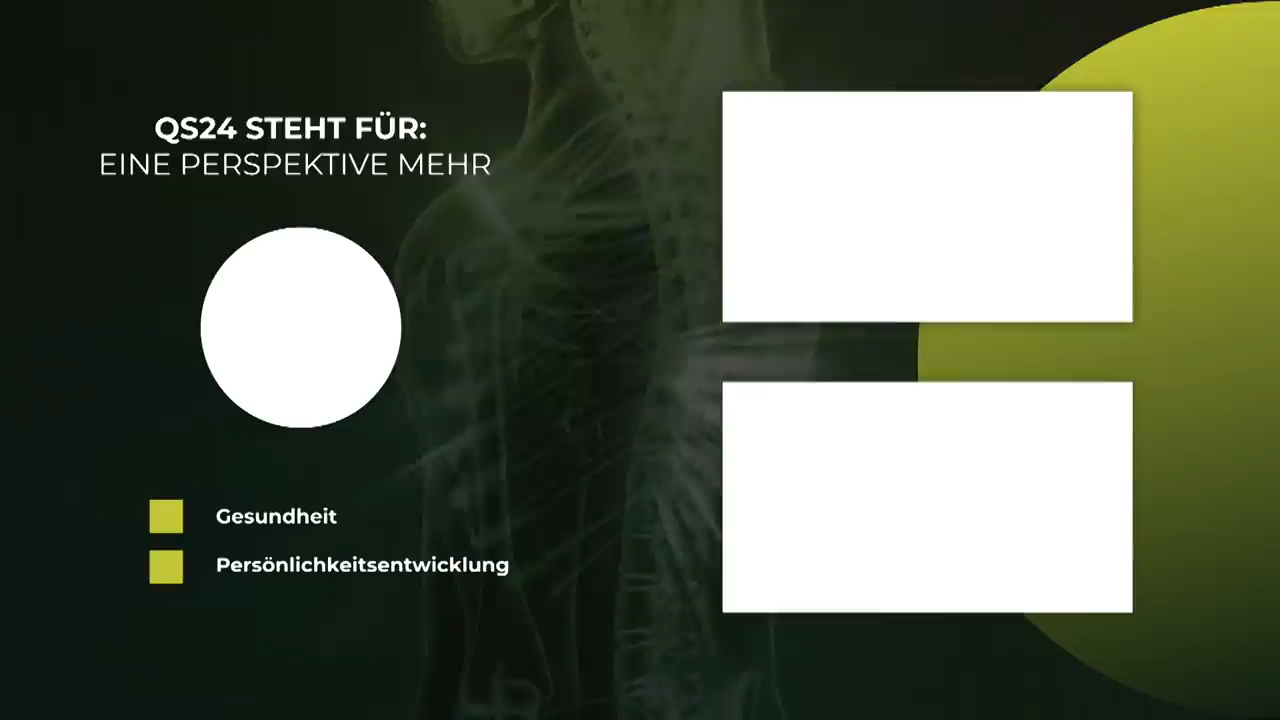 QS24 STEHT FÜR:
EINE PERSPEKTIVE MEHR
Gesundheit
Persönlichkeitsentwicklung